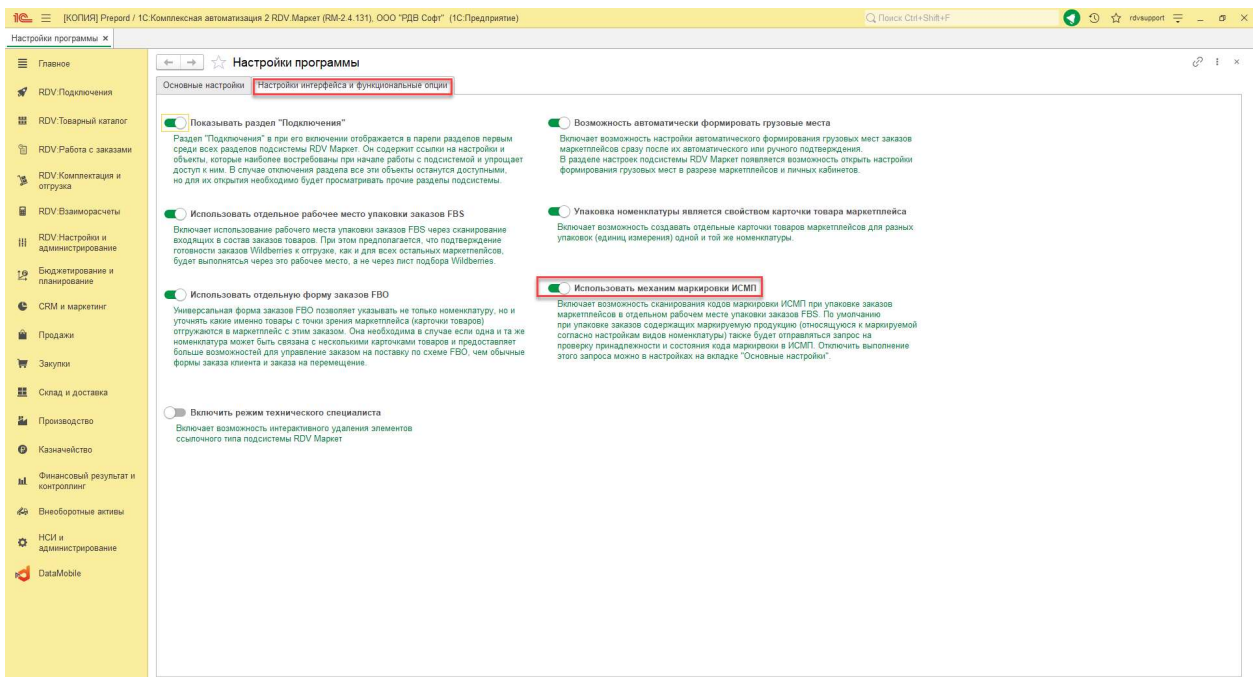 [КОПИЯ] Prepord / 1С:Комплексная автоматизация 2 RDV.Маркет (RM-2.4.131), ООО "РДВ Софт" (1С:Предприятие)
Поиск Ctrl+Shift+F
rdvsupport
Настройки программы ×
Главное
RDV:Подключения
RDV:Товарный каталог
RDV:Работа с заказами
RDV:Комплектация и
отгрузка
RDV:Взаиморасчеты
RDV:Настройки и
администрирование
Бюджетирование и
планирование
CRM и маркетинг
Продажи
Закупки
Склад и доставка
Производство
Казначейство
Финансовый результат и
контроллинг
Внеоборотные активы
НСИ и
администрирование
DataMobile
Настройки программы
Основные настройки
Настройки интерфейса и функциональные опции
Показывать раздел "Подключения"
Раздел "Подключения" в при его включении отображается в парели разделов первым
среди всех разделов подсистемы RDV Маркет. Он содержит ссылки на настройки и
объекты, которые наиболее востребованы при начале работы с подсистемой и упрощает
доступ к ним. В случае отключения раздела все эти объекты останутся доступными,
но для их открытия необходимо будет просматривать прочие разделы подсистемы.
Использовать отдельное рабочее место упаковки заказов FBS
Включает использование рабочего места упаковки заказов FBS через сканирование
входящих в состав заказов товаров. При этом предполагается, что подтверждение
готовности заказов Wildberries к отгрузке, как и для всех остальных маркетплейсов,
будет выполнятсья через это рабочее место, а не через лист подбора Wildberries.
Использовать отдельную форму заказов FBO
Универсальная форма заказов FBO позволяет указывать не только номенклатуру, но и
уточнять какие именно товары с точки зрения маркетплейса (карточки товаров)
отгружаются в маркетплейс с этим заказом. Она необходима в случае если одна и та же
номенклатура может быть связана с несколькими карточками товаров и предоставляет
больше возможностей для управление заказом на поставку по схеме FBO, чем обычные
формы заказа клиента и заказа на перемещение.
Включить режим технического специалиста
Включает возможность интерактивного удаления элементов
ссылочного типа подсистемы RDV Маркет
Возможность автоматически формировать грузовые места
Включает возможность настройки автоматического формирования грузовых мест заказов
маркетплейсов сразу после их автоматического или ручного подтверждения.
В разделе настроек подсистемы RDV Маркет появляется возможность открыть настройки
формирования грузовых мест в разрезе маркетплейсов и личных кабинетов.
Упаковка номенклатуры является свойством карточки товара маркетплейса
Включает возможность создавать отдельные карточки товаров маркетплейсов для разных
упаковок (единиц измерения) одной и той же номенклатуры.
Использовать механим маркировки ИСМП
Включает возможность сканирования кодов маркировки ИСМП при упаковке заказов
маркетплейсов в отдельном рабочем месте упаковки заказов FBS. По умолчанию
при упаковке заказов содержащих маркируемую продукцию (относящуюся к маркируемой
согласно настройкам видов номенклатуры) также будет отправляться запрос на
проверку принадлежности и состояния кода маркирвоки в ИСМП. Отключить выполнение
этого запроса можно в настройках на вкладке "Основные настройки".